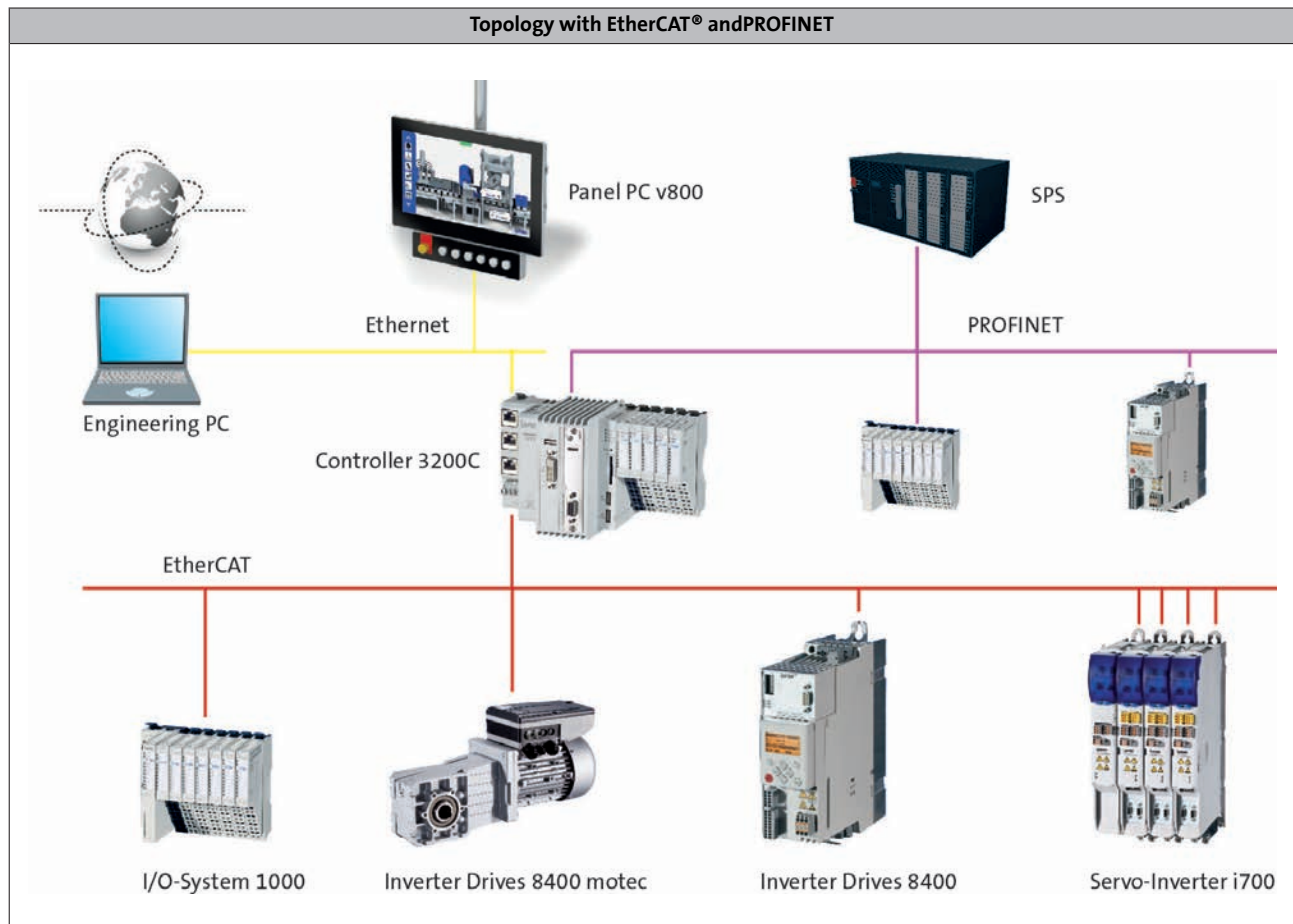 Topology with EtherCAT® andPROFINET
Panel PC v800
SPS
Ethernet
PROFINET
Engineering PC
Controller 3200C
EtherCAT
I/O-System 1000
Inverter Drives 8400 motec
Inverter Drives 8400
Servo-Inverter i700